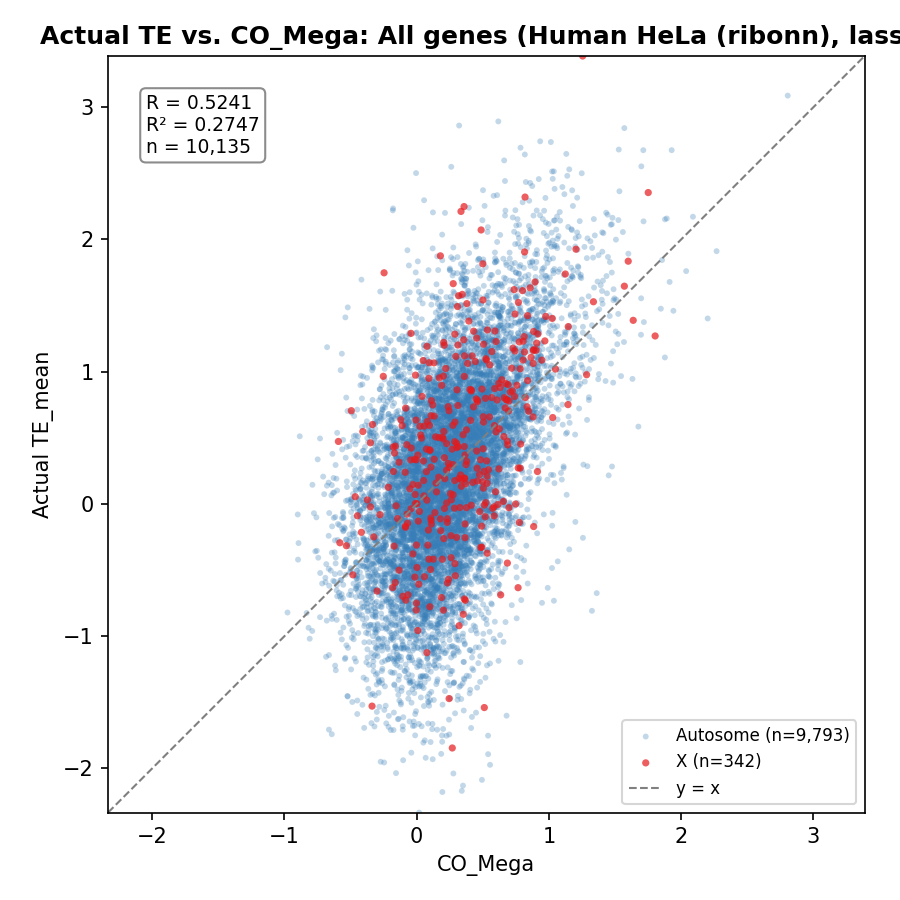 Actual TE vs. CO_Mega: All genes (Human HeLa (ribonn), lass
R = 0.5241
R² = 0.2747
n = 10,135
3
2
1
0
−1
−2
Actual TE_mean
Autosome (n=9,793)
X (n=342)
y = x
−2
−1
0
1
2
3
CO_Mega